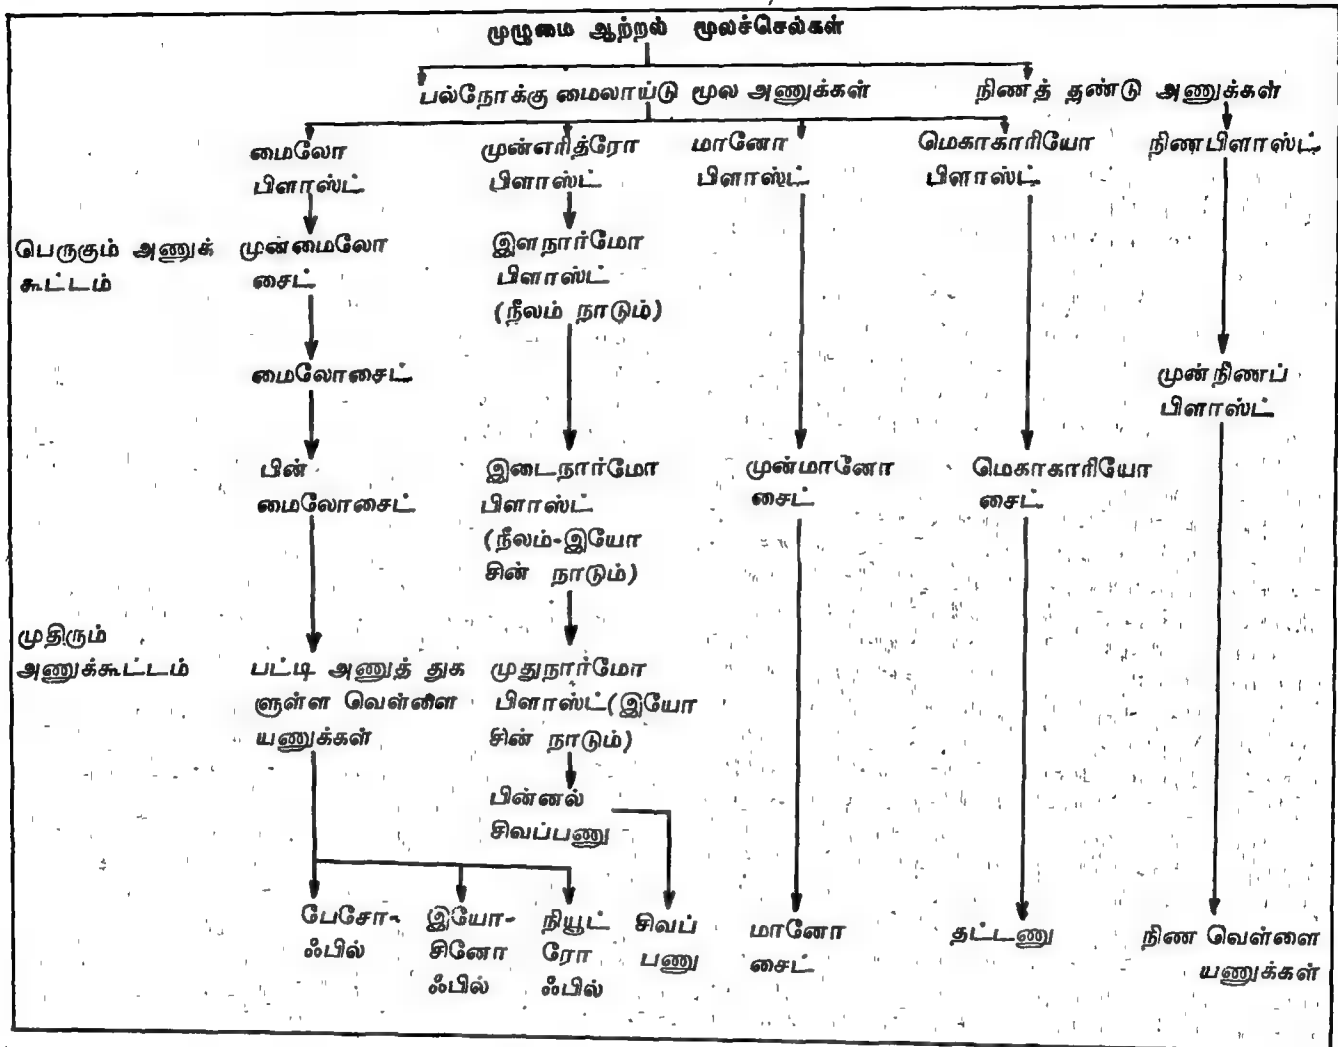 முழுமை ஆற்றல் மூலச்செல்கள்
பல்நோக்கு மைலாய்டு மூல அணுக்கள்
நிணத் தண்டு அணுக்கள்
மைலோ
பிளாஸ்ட்
முன்எரித்ரோ
பிளாஸ்ட்
மானோ
பிளாஸ்ட்
மெகாகாரியோ
பிளாஸ்ட்
நிணபிளாஸ்ட்
பெருகும் அணுக்
கூட்டம்
முன்மைலோ
சைட்
இளநார்மோ
பிளாஸ்ட்
(நீலம் நாடும்)
மைலோசைட்
முன்நிணப்
பிளாஸ்ட்
பின்
மைலோசைட்
இடைநார்மோ
பிளாஸ்ட்
(நீலம்-இயோ
சின் நாடும்)
முன்மானோ
சைட்
மெகாகாரியோ
சைட்
முதிரும்
அணுக்கூட்டம்
பட்டி அணுத் துக
ளுள்ள வெள்ளை
யணுக்கள்
முதுநார்மோ
பிளாஸ்ட்(இயோ
சின் நாடும்)
பின்னல்
சிவப்பணு
பேசோ-
ஃபில்
இயோ-
சினோ
ஃபில்
நியூட்
ரோ
ஃபில்
சிவப்
பணு
மானோ
சைட்
தட்டணு
நிண வெள்ளை
யணுக்கள்